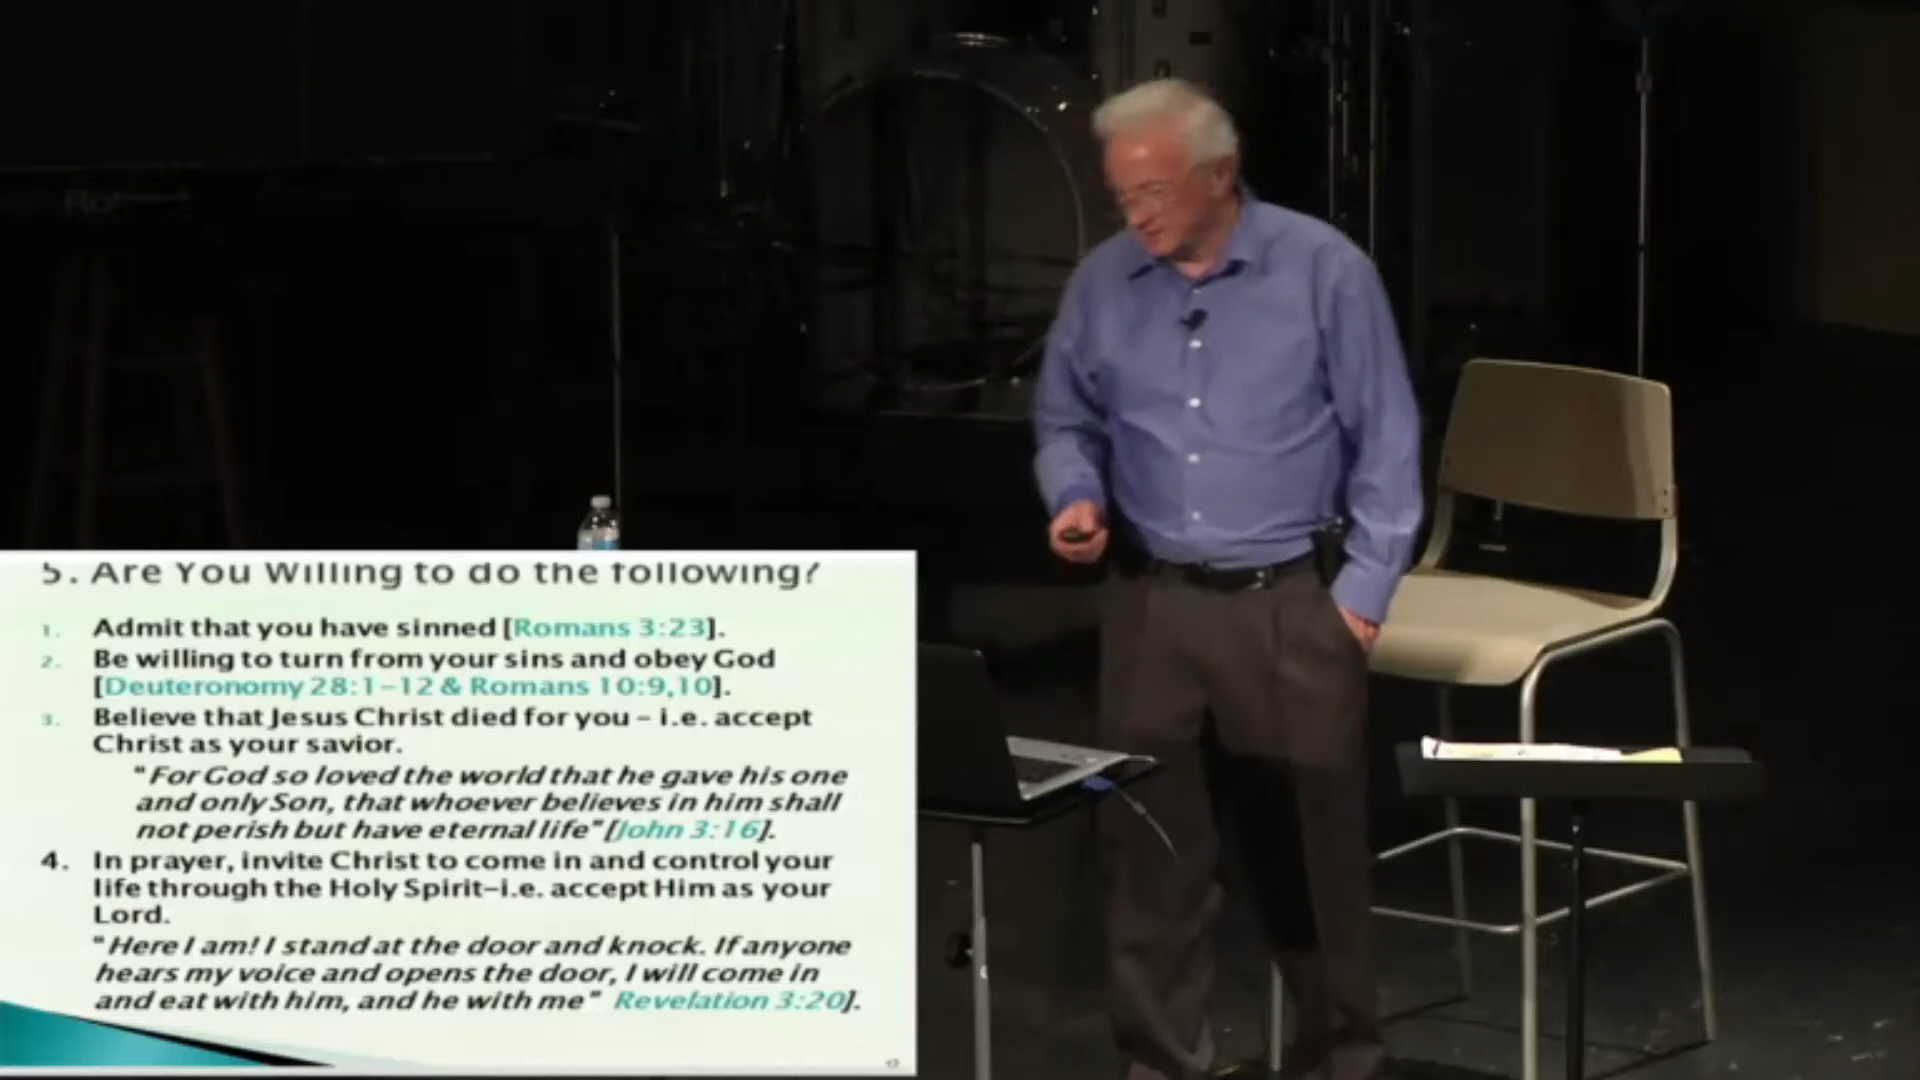 5. Are You Willing to do the following?
1. Admit that you have sinned [Romans 3:23].
2. Be willing to turn from your sins and obey God
[Deuteronomy 28:1-12 & Romans 10:9,10].
3. Believe that Jesus Christ died for you – i.e. accept
Christ as your savior.
"For God so loved the world that he gave his one
and only Son, that whoever believes in him shall
not perish but have eternal life" [John 3:16].
4. In prayer, invite Christ to come in and control your
life through the Holy Spirit–i.e. accept Him as your
Lord.
"Here I am! I stand at the door and knock. If anyone
hears my voice and opens the door, I will come in
and eat with him, and he with me" Revelation 3:20].